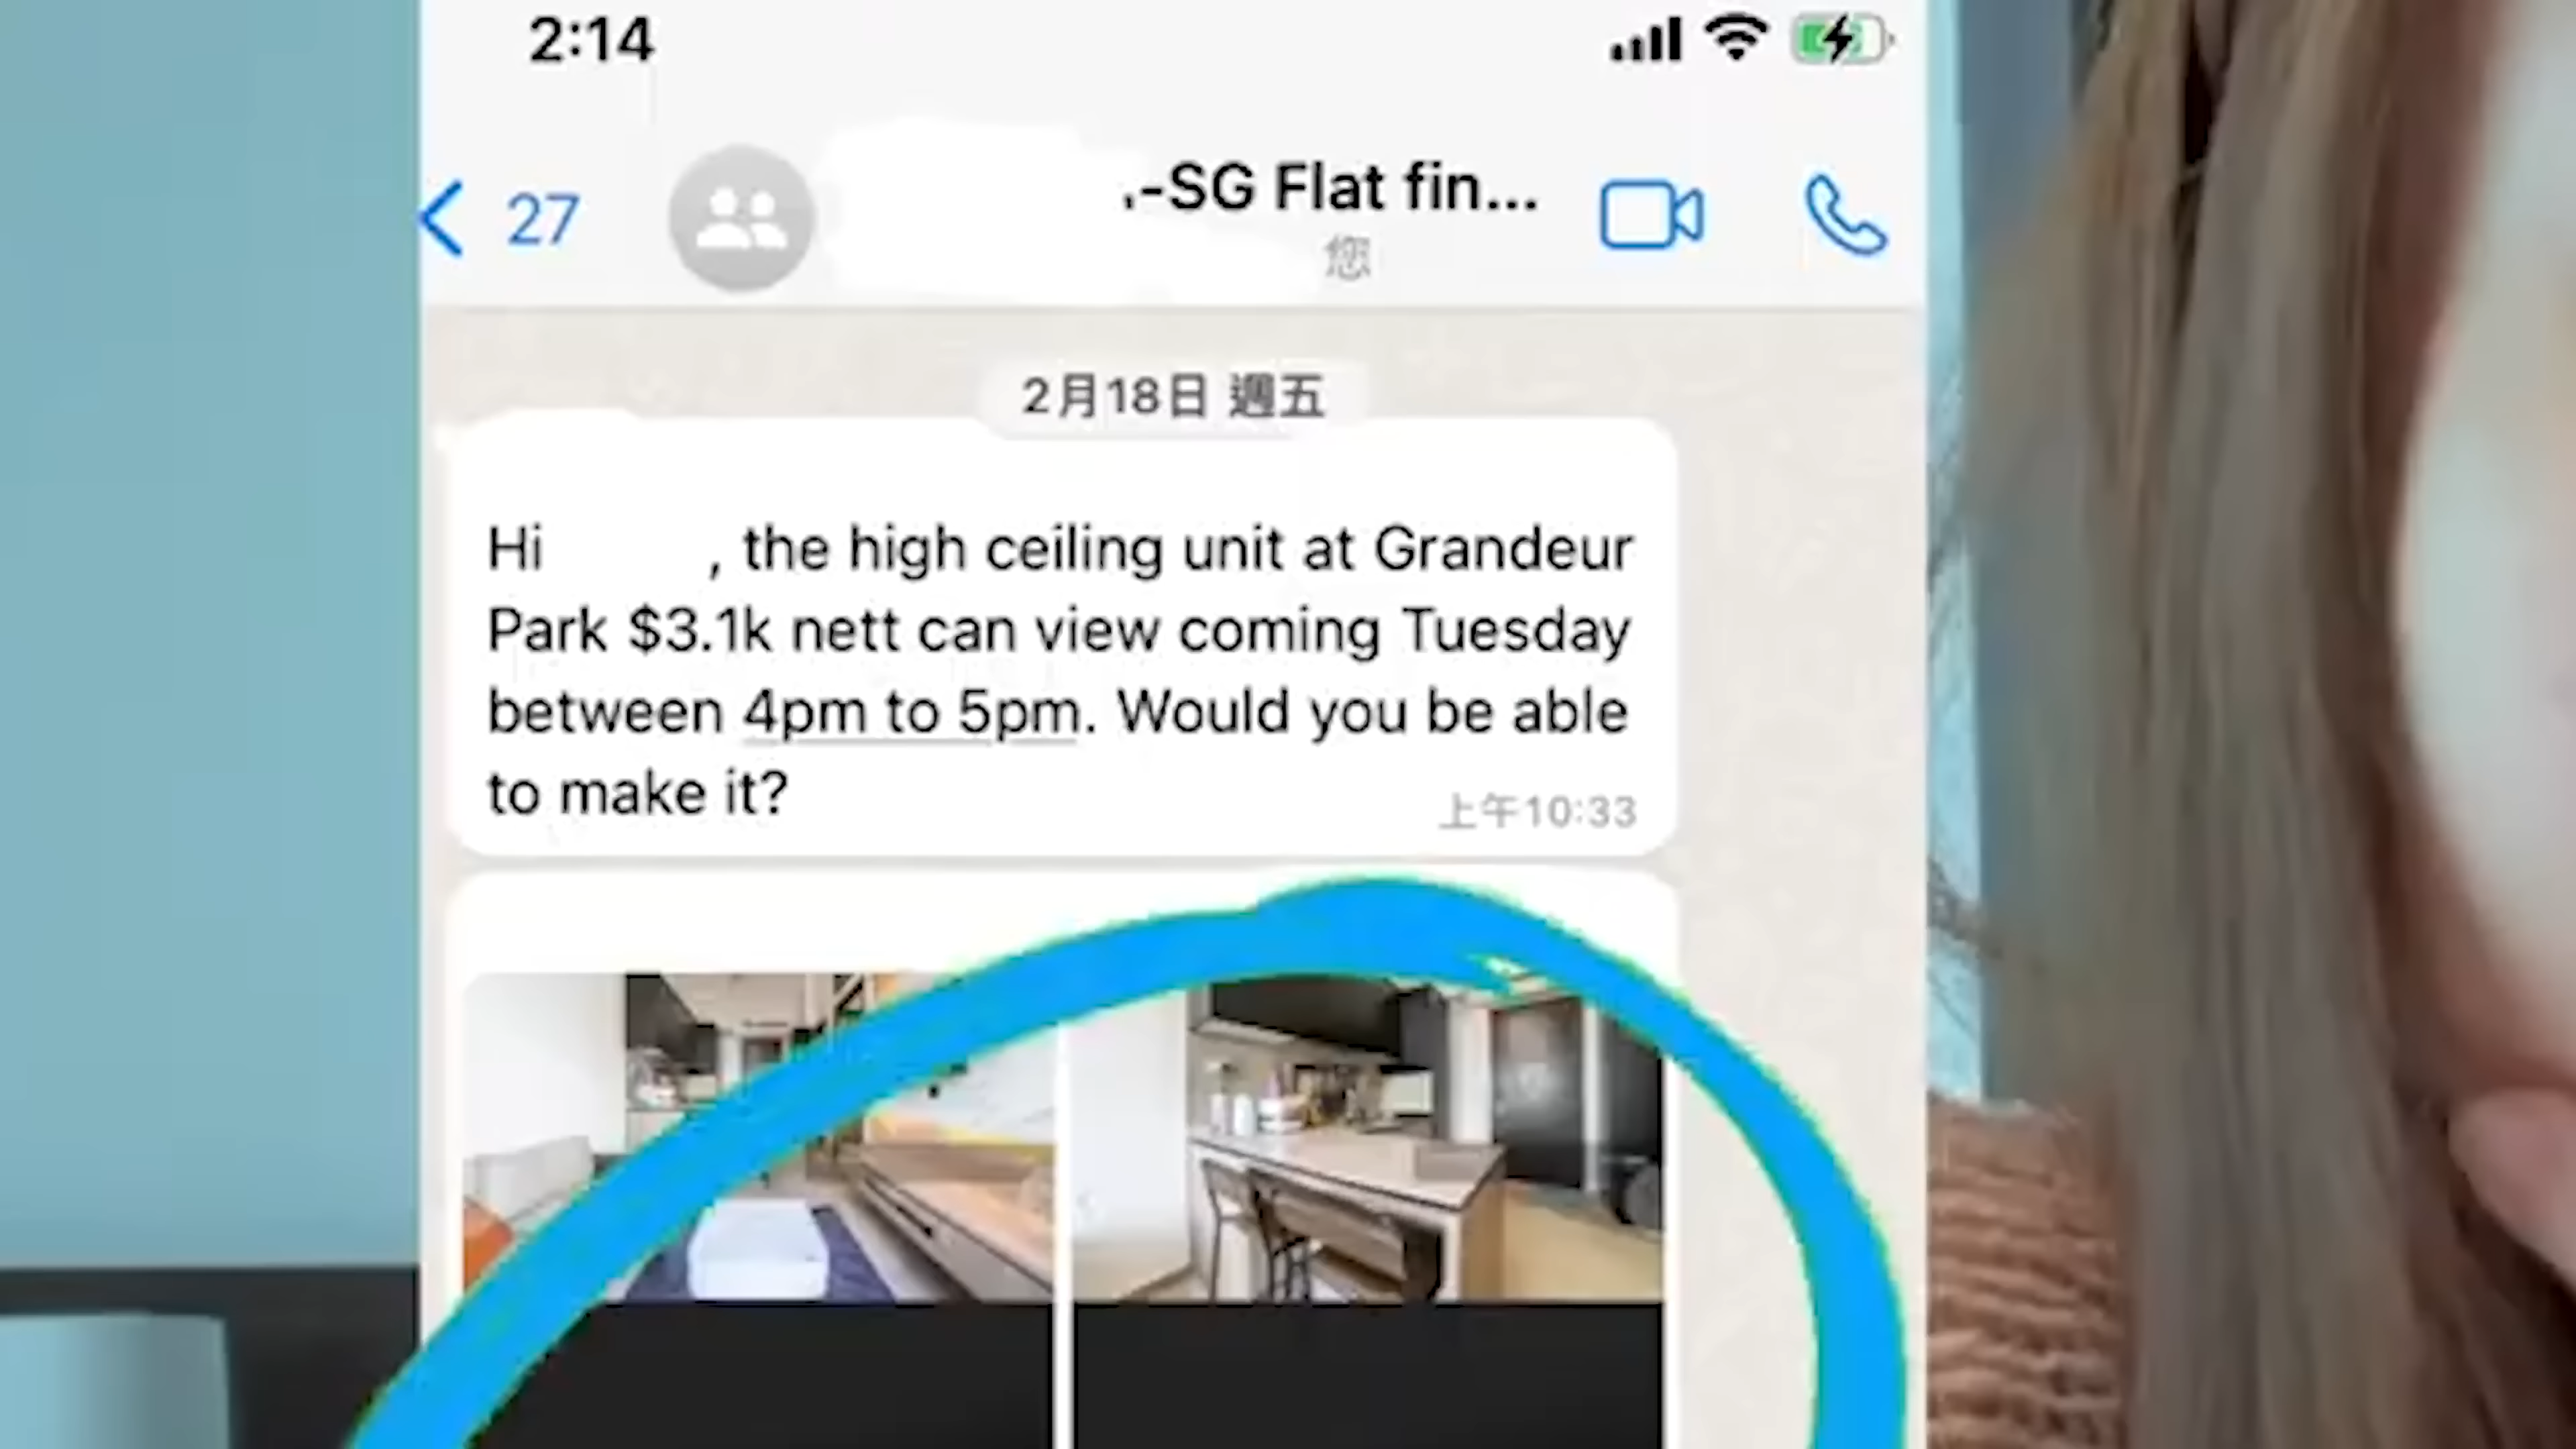 2:14
27
-SG Flat fin...
您
2月18日 週五
Hi , the high ceiling unit at Grandeur
Park $3.1k nett can view coming Tuesday
between 4pm to 5pm. Would you be able
to make it?
上午10:33